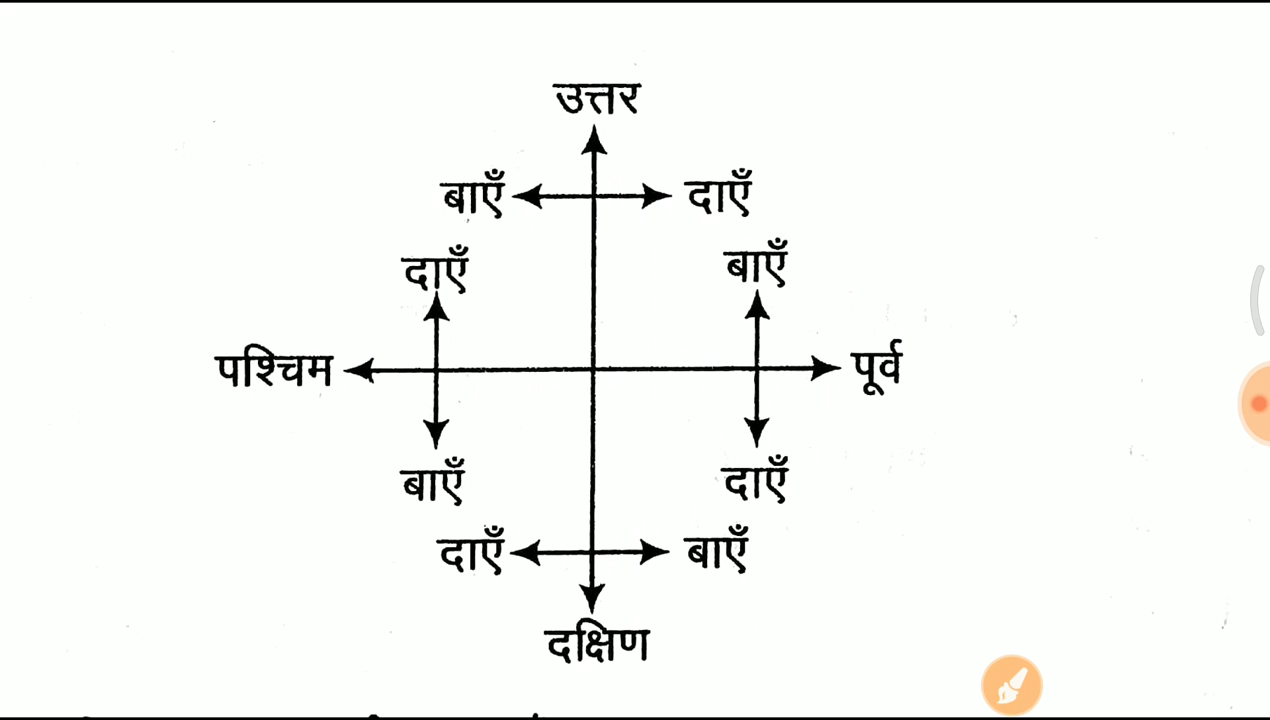 उत्तर
बाएँ दाएँ
दाएँ बाएँ
पश्चिम पूर्व
बाएँ दाएँ
दाएँ बाएँ
दक्षिण